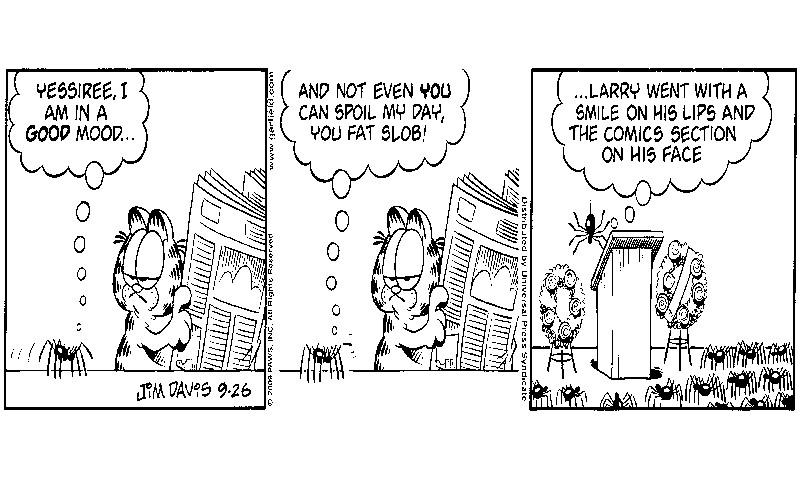 YESSIREE, I
AM IN A
GOOD MOOD...
JIM DAVIS 9-26
www.garfield.com
© 2009 PAWS, INC. All Rights Reserved
AND NOT EVEN YOU
CAN SPOIL MY DAY,
YOU FAT SLOB!
Distributed by Universal Press Syndicate
...LARRY WENT WITH A
SMILE ON HIS LIPS AND
THE COMICS SECTION
ON HIS FACE